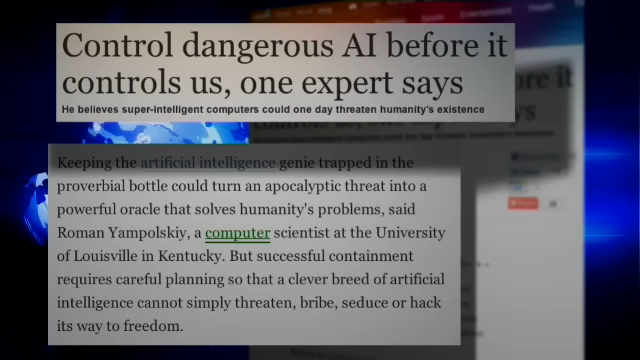 Control dangerous AI before it
controls us, one expert says
He believes super-intelligent computers could one day threaten humanity's existence
Keeping the artificial intelligence genie trapped in the
proverbial bottle could turn an apocalyptic threat into a
powerful oracle that solves humanity's problems, said
Roman Yampolskiy, a computer scientist at the University
of Louisville in Kentucky. But successful containment
requires careful planning so that a clever breed of artificial
intelligence cannot simply threaten, bribe, seduce or hack
its way to freedom.